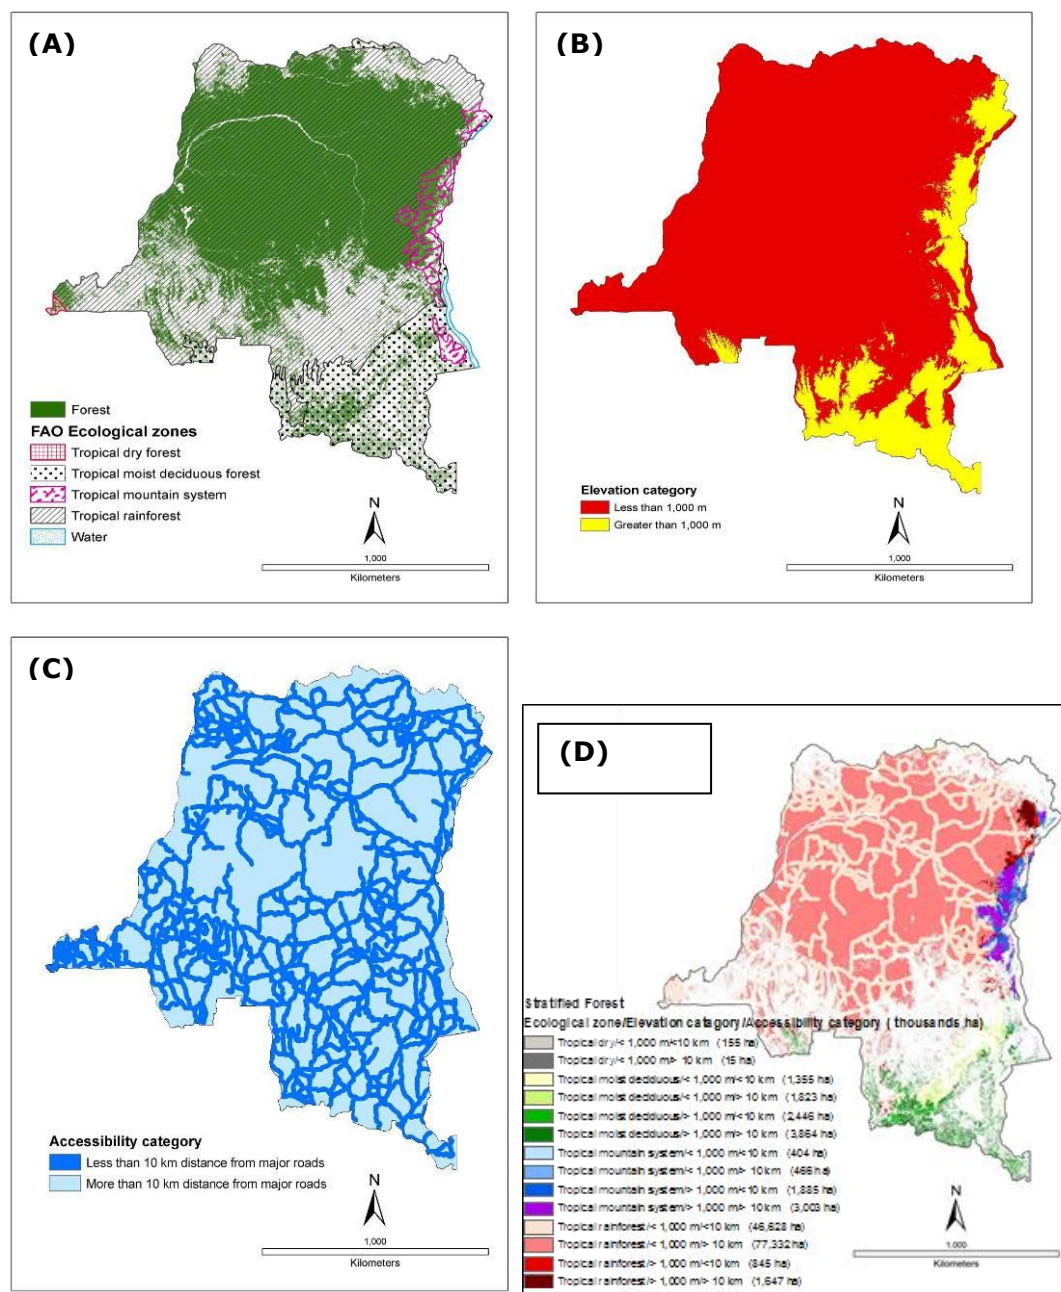 (A)
Forest
FAO Ecological zones
Tropical dry forest
Tropical moist deciduous forest
Tropical mountain system
Tropical rainforest
Water
N
1,000
Kilometers
(B)
Elevation category
Less than 1,000 m
Greater than 1,000 m
N
1,000
Kilometers
(C)
Accessibility category
Less than 10 km distance from major roads
More than 10 km distance from major roads
N
1,000
Kilometers
(D)
Stratified Forest
Ecological zone/Elevation catagory/Accessibility category ( thousands ha)
Tropical dry/< 1,000 m/<10 km (155 ha)
Tropical dry/< 1,000 m/> 10 km (15 ha)
Tropical moist deciduous/< 1,000 m/<10 km (1,355 ha)
Tropical moist deciduous/< 1,000 m/> 10 km (1,823 ha)
Tropical moist deciduous/> 1,000 m/<10 km (2,446 ha)
Tropical moist deciduous/> 1,000 m/> 10 km (3,864 ha)
Tropical mountain system/< 1,000 m/<10 km (404 ha)
Tropical mountain system/< 1,000 m/> 10 km (466 ha)
Tropical mountain system/> 1,000 m/<10 km (1,885 ha)
Tropical mountain system/> 1,000 m/> 10 km (3,003 ha)
Tropical rainforest/< 1,000 m/<10 km (46,628 ha)
Tropical rainforest/< 1,000 m/> 10 km (77,332 ha)
Tropical rainforest/> 1,000 m/<10 km (845 ha)
Tropical rainforest/> 1,000 m/> 10 km (1,647 ha)
N
1,000
Kilometers